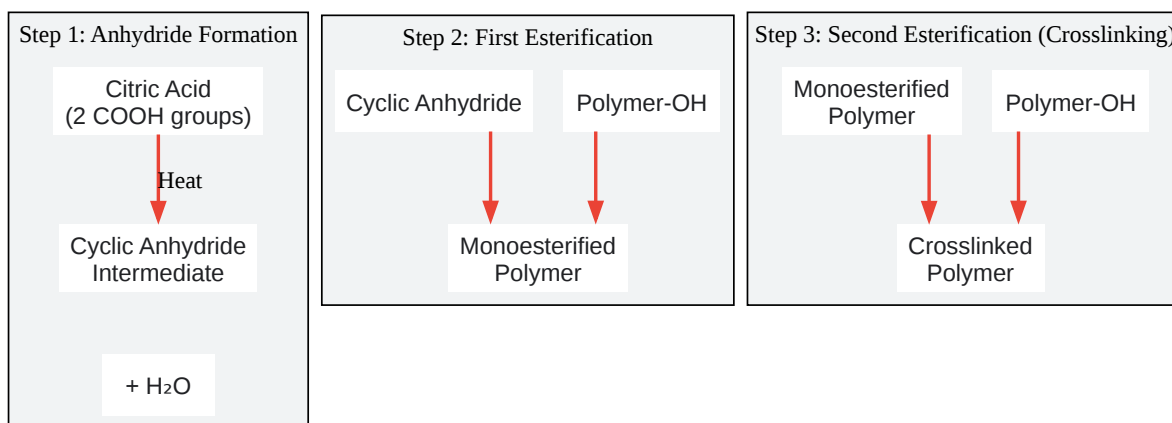 Step 1: Anhydride Formation
Citric Acid
(2 COOH groups)
Heat
Cyclic Anhydride
Intermediate
+ H₂O
Step 2: First Esterification
Cyclic Anhydride
Polymer-OH
Monoesterified
Polymer
Step 3: Second Esterification (Crosslinking)
Monoesterified
Polymer
Polymer-OH
Crosslinked
Polymer